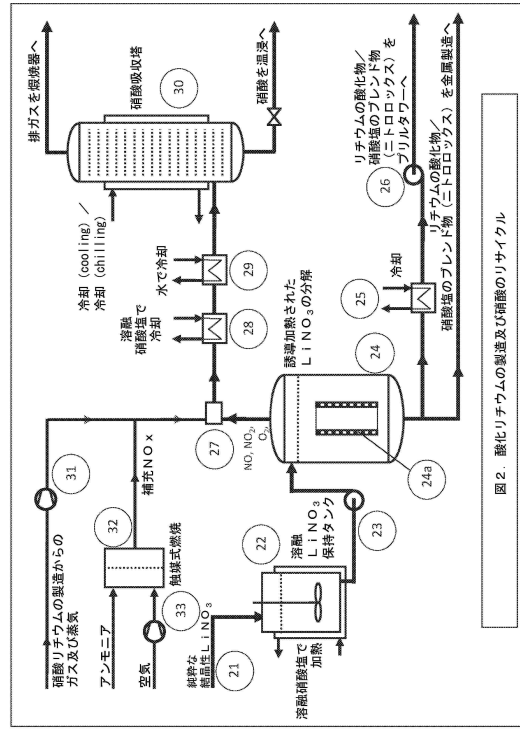 硝酸リチウムの製造からの
ガス及び蒸気
アンモニア
空気
31
32
33
触媒式燃焼
補充NOx
排ガスを煆焼器へ
硝酸吸収塔
30
冷却(cooling)/
冷却(chilling)
硝酸を温浸へ
水で冷却
29
溶融
硝酸塩で
冷却
28
27
NO, NO₂,
O₂,
純粋な
結晶性LiNO₃
21
22
溶融
LiNO₃
保持タンク
溶融硝酸塩で
加熱
23
誘導加熱された
LiNO₃の分解
24
24a
冷却
25
26
リチウムの酸化物/
硝酸塩のブレンド物
(ニトロロックス)を
プリルタワーへ
リチウムの酸化物/
硝酸塩のブレンド物(ニトロロックス)を金属製造へ
図2. 酸化リチウムの製造及び硝酸のリサイクル